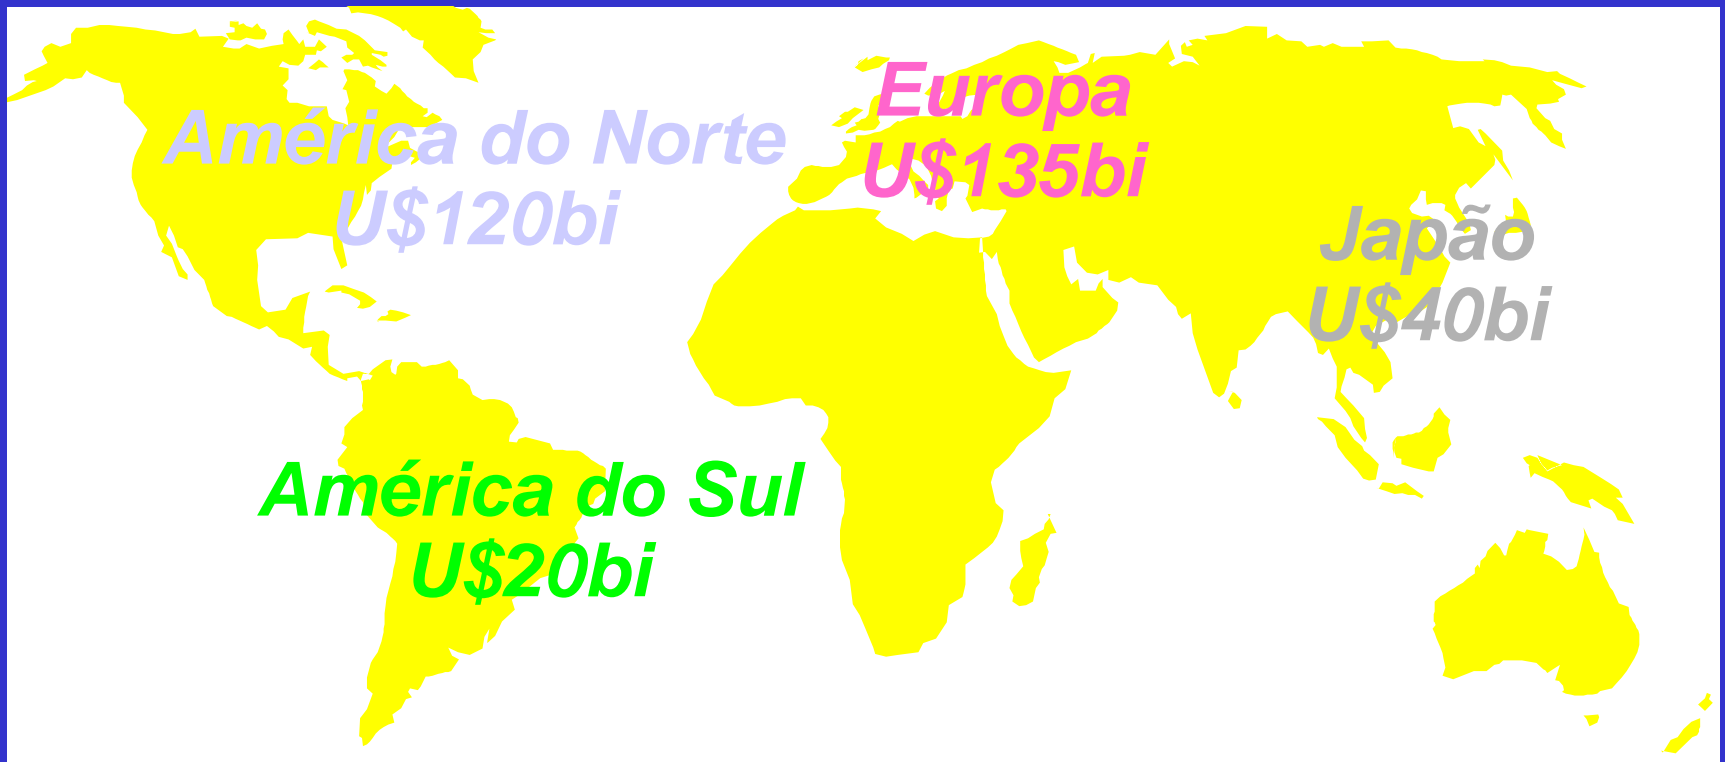 Europa
U$135bi
América do Norte
U$120bi
Japão
U$40bi
América do Sul
U$20bi